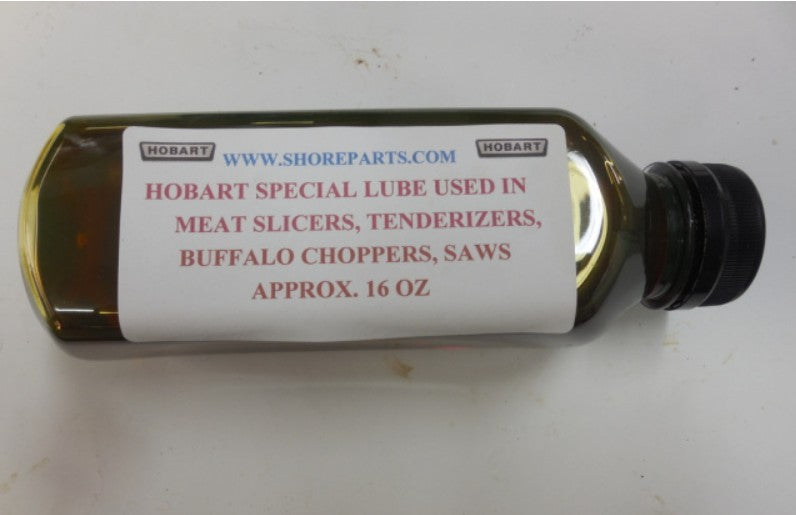 HOBART WWW.SHOREPARTS.COM HOBART
HOBART SPECIAL LUBE USED IN
MEAT SLICERS, TENDERIZERS,
BUFFALO CHOPPERS, SAWS
APPROX. 16 OZ